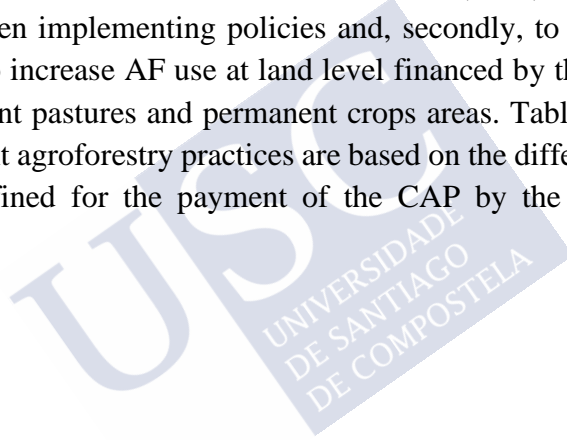 en implementing policies and, secondly, to
increase AF use at land level financed by th
nt pastures and permanent crops areas. Tabl
t agroforestry practices are based on the diffe
fined for the payment of the CAP by the
USC
UNIVERSIDADE
DE SANTIAGO
DE COMPOSTELA